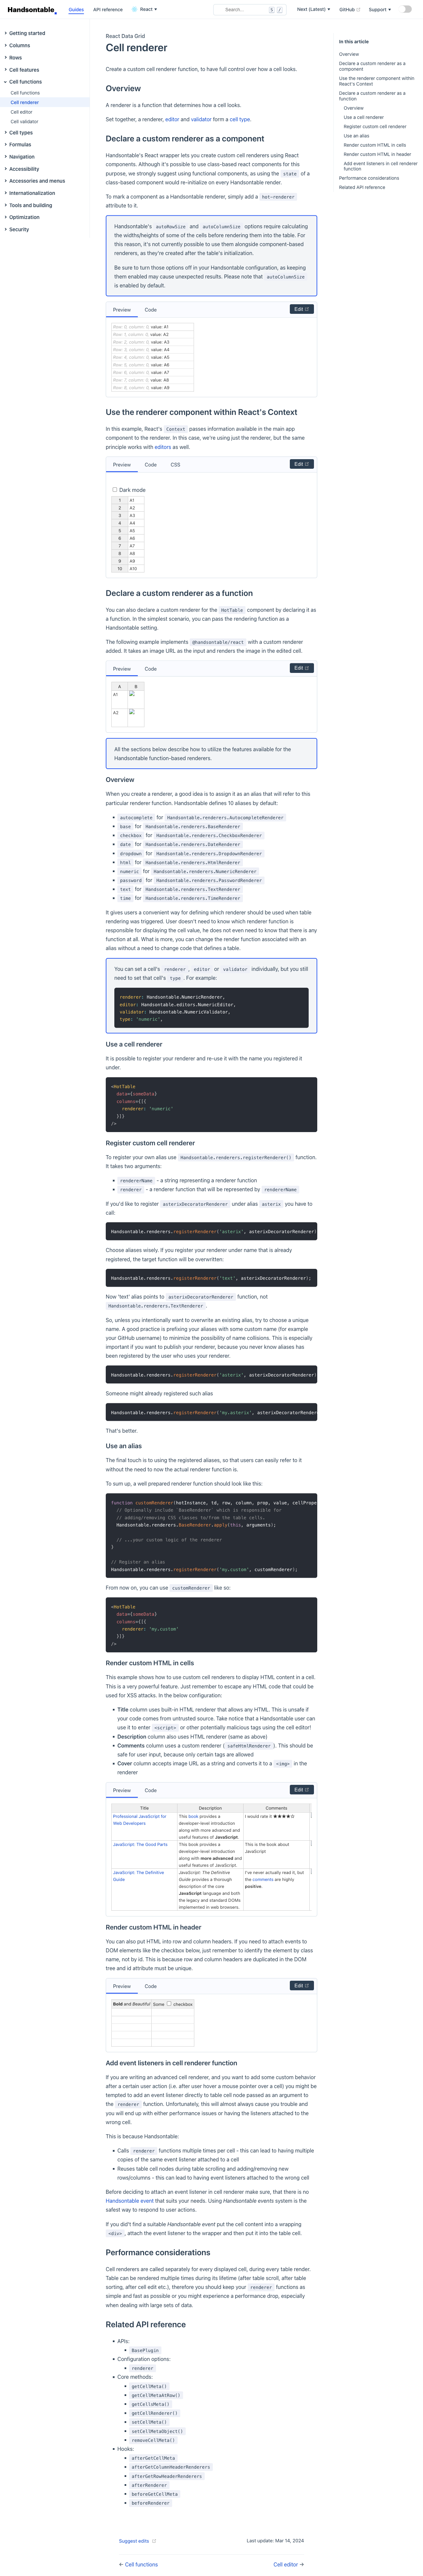 Handsontable
Guides
API reference
React
Search...
Next (Latest)
GitHub
Support
Getting started
Columns
Rows
Cell features
Cell functions
Cell functions
Cell renderer
Cell editor
Cell validator
Cell types
Formulas
Navigation
Accessibility
Accessories and menus
Internationalization
Tools and building
Optimization
Security
In this article
Overview
Declare a custom renderer as a
component
Use the renderer component within
React's Context
Declare a custom renderer as a
function
Overview
Use a cell renderer
Register custom cell renderer
Use an alias
Render custom HTML in cells
Render custom HTML in header
Add event listeners in cell renderer
function
Performance considerations
Related API reference
React Data Grid
Cell renderer
Create a custom cell renderer function, to have full control over how a cell looks.
Overview
A renderer is a function that determines how a cell looks.
Set together, a renderer, editor and validator form a cell type.
Declare a custom renderer as a component
Handsontable's React wrapper lets you create custom cell renderers using React
components. Although it's possible to use class-based react components for this
purpose, we strongly suggest using functional components, as using the state of a
class-based component would re-initialize on every Handsontable render.
To mark a component as a Handsontable renderer, simply add a hot-renderer
attribute to it.
Handsontable's autoRowSize and autoColumnSize options require calculating
the widths/heights of some of the cells before rendering them into the table. For
this reason, it's currently not possible to use them alongside component-based
renderers, as they're created after the table's initialization.
Be sure to turn those options off in your Handsontable configuration, as keeping
them enabled may cause unexpected results. Please note that autoColumnSize
is enabled by default.
Preview
Code
Edit
value: A1
value: A2
value: A3
value: A4
value: A5
value: A6
value: A7
value: A8
value: A9
Use the renderer component within React's Context
In this example, React's Context passes information available in the main app
component to the renderer. In this case, we're using just the renderer, but the same
principle works with editors as well.
Preview
Code
CSS
Edit
Dark mode
1 A1
2 A2
3 A3
4 A4
5 A5
6 A6
7 A7
8 A8
9 A9
10 A10
Declare a custom renderer as a function
You can also declare a custom renderer for the HotTable component by declaring it as
a function. In the simplest scenario, you can pass the rendering function as a
Handsontable setting.
The following example implements @handsontable/react with a custom renderer
added. It takes an image URL as the input and renders the image in the edited cell.
Preview
Code
Edit
A B
A1
A2
All the sections below describe how to utilize the features available for the
Handsontable function-based renderers.
Overview
When you create a renderer, a good idea is to assign it as an alias that will refer to this
particular renderer function. Handsontable defines 10 aliases by default:
autocomplete for Handsontable.renderers.AutocompleteRenderer
base for Handsontable.renderers.BaseRenderer
checkbox for Handsontable.renderers.CheckboxRenderer
date for Handsontable.renderers.DateRenderer
dropdown for Handsontable.renderers.DropdownRenderer
html for Handsontable.renderers.HtmlRenderer
numeric for Handsontable.renderers.NumericRenderer
password for Handsontable.renderers.PasswordRenderer
text for Handsontable.renderers.TextRenderer
time for Handsontable.renderers.TimeRenderer
It gives users a convenient way for defining which renderer should be used when table
rendering was triggered. User doesn't need to know which renderer function is
responsible for displaying the cell value, he does not even need to know that there is any
function at all. What is more, you can change the render function associated with an
alias without a need to change code that defines a table.
You can set a cell's renderer , editor or validator individually, but you still
need to set that cell's type . For example:
renderer: Handsontable.NumericRenderer,
editor: Handsontable.editors.NumericEditor,
validator: Handsontable.NumericValidator,
type: 'numeric',
Use a cell renderer
It is possible to register your renderer and re-use it with the name you registered it
under.
<HotTable
data={someData}
columns={[{
renderer: 'numeric'
}]}
/>
Register custom cell renderer
To register your own alias use Handsontable.renderers.registerRenderer() function.
It takes two arguments:
rendererName - a string representing a renderer function
renderer - a renderer function that will be represented by rendererName
If you'd like to register asterixDecoratorRenderer under alias asterix you have to
call:
Handsontable.renderers.registerRenderer('asterix', asterixDecoratorRenderer)
Choose aliases wisely. If you register your renderer under name that is already
registered, the target function will be overwritten:
Handsontable.renderers.registerRenderer('text', asterixDecoratorRenderer);
Now 'text' alias points to asterixDecoratorRenderer function, not
Handsontable.renderers.TextRenderer .
So, unless you intentionally want to overwrite an existing alias, try to choose a unique
name. A good practice is prefixing your aliases with some custom name (for example
your GitHub username) to minimize the possibility of name collisions. This is especially
important if you want to publish your renderer, because you never know aliases has
been registered by the user who uses your renderer.
Handsontable.renderers.registerRenderer('asterix', asterixDecoratorRenderer)
Someone might already registered such alias
Handsontable.renderers.registerRenderer('my.asterix', asterixDecoratorRender
That's better.
Use an alias
The final touch is to using the registered aliases, so that users can easily refer to it
without the need to now the actual renderer function is.
To sum up, a well prepared renderer function should look like this:
function customRenderer(hotInstance, td, row, column, prop, value, cellPrope
// Optionally include `BaseRenderer` which is responsible for
// adding/removing CSS classes to/from the table cells.
Handsontable.renderers.BaseRenderer.apply(this, arguments);
// ...your custom logic of the renderer
}
// Register an alias
Handsontable.renderers.registerRenderer('my.custom', customRenderer);
From now on, you can use customRenderer like so:
<HotTable
data={someData}
columns={[{
renderer: 'my.custom'
}]}
/>
Render custom HTML in cells
This example shows how to use custom cell renderers to display HTML content in a cell.
This is a very powerful feature. Just remember to escape any HTML code that could be
used for XSS attacks. In the below configuration:
Title column uses built-in HTML renderer that allows any HTML. This is unsafe if
your code comes from untrusted source. Take notice that a Handsontable user can
use it to enter <script> or other potentially malicious tags using the cell editor!
Description column also uses HTML renderer (same as above)
Comments column uses a custom renderer ( safeHtmlRenderer ). This should be
safe for user input, because only certain tags are allowed
Cover column accepts image URL as a string and converts it to a <img> in the
renderer
Preview
Code
Edit
Title Description Comments
Professional JavaScript for
Web Developers
This book provides a
developer-level introduction
along with more advanced and
useful features of JavaScript.
I would rate it ★★★★☆
JavaScript: The Good Parts
This book provides a
developer-level introduction
along with more advanced and
useful features of JavaScript.
This is the book about
JavaScript
JavaScript: The Definitive
Guide
JavaScript: The Definitive
Guide provides a thorough
description of the core
JavaScript language and both
the legacy and standard DOMs
implemented in web browsers.
I've never actually read it, but
the comments are highly
positive.
Render custom HTML in header
You can also put HTML into row and column headers. If you need to attach events to
DOM elements like the checkbox below, just remember to identify the element by class
name, not by id. This is because row and column headers are duplicated in the DOM
tree and id attribute must be unique.
Preview
Code
Edit
Bold and Beautiful
Some checkbox
Add event listeners in cell renderer function
If you are writing an advanced cell renderer, and you want to add some custom behavior
after a certain user action (i.e. after user hover a mouse pointer over a cell) you might be
tempted to add an event listener directly to table cell node passed as an argument to
the renderer function. Unfortunately, this will almost always cause you trouble and
you will end up with either performance issues or having the listeners attached to the
wrong cell.
This is because Handsontable:
Calls renderer functions multiple times per cell - this can lead to having multiple
copies of the same event listener attached to a cell
Reuses table cell nodes during table scrolling and adding/removing new
rows/columns - this can lead to having event listeners attached to the wrong cell
Before deciding to attach an event listener in cell renderer make sure, that there is no
Handsontable event that suits your needs. Using Handsontable events system is the
safest way to respond to user actions.
If you did't find a suitable Handsontable event put the cell content into a wrapping
<div> , attach the event listener to the wrapper and then put it into the table cell.
Performance considerations
Cell renderers are called separately for every displayed cell, during every table render.
Table can be rendered multiple times during its lifetime (after table scroll, after table
sorting, after cell edit etc.), therefore you should keep your renderer functions as
simple and fast as possible or you might experience a performance drop, especially
when dealing with large sets of data.
Related API reference
APIs:
BasePlugin
Configuration options:
renderer
Core methods:
getCellMeta()
getCellMetaAtRow()
getCellsMeta()
getCellRenderer()
setCellMeta()
setCellMetaObject()
removeCellMeta()
Hooks:
afterGetCellMeta
afterGetColumnHeaderRenderers
afterGetRowHeaderRenderers
afterRenderer
beforeGetCellMeta
beforeRenderer
Suggest edits
Last update: Mar 14, 2024
← Cell functions
Cell editor →